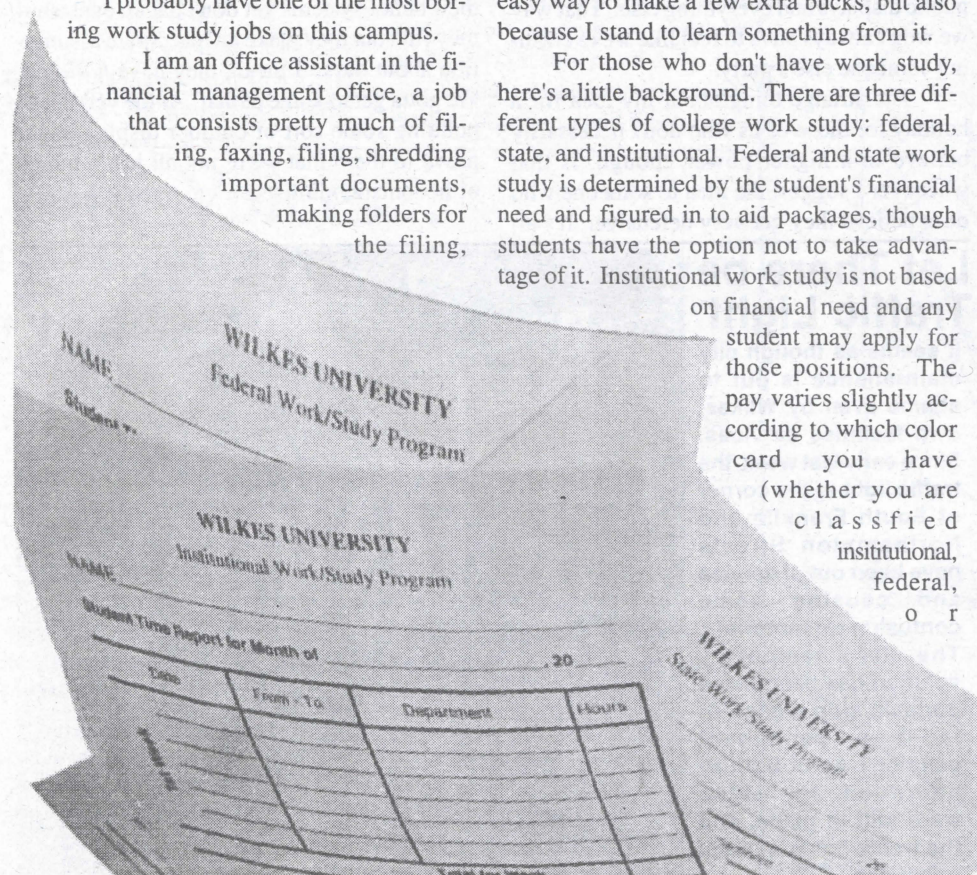 I probably have one of the most bor-
ing work study jobs on this campus.
I am an office assistant in the fi-
nancial management office, a job
that consists pretty much of fil-
ing, faxing, filing, shredding
important documents,
making folders for
the filing,
easy way to make a few extra bucks, but also
because I stand to learn something from it.
For those who don't have work study,
here's a little background. There are three dif-
ferent types of college work study: federal,
state, and institutional. Federal and state work
study is determined by the student's financial
need and figured in to aid packages, though
students have the option not to take advan-
tage of it. Institutional work study is not based
on financial need and any
student may apply for
those positions. The
pay varies slightly ac-
cording to which color
card you have
(whether you are
classfied
insititutional,
federal,
or
WILKES UNIVERSITY
Federal Work/Study Program
NAME
Student
WILKES UNIVERSITY
Institutional Work/Study Program
NAME
Student Time Report for Month of , 20
Date From - To Department Hours
WILKES UNIVERSITY
State Work/Study Program
20